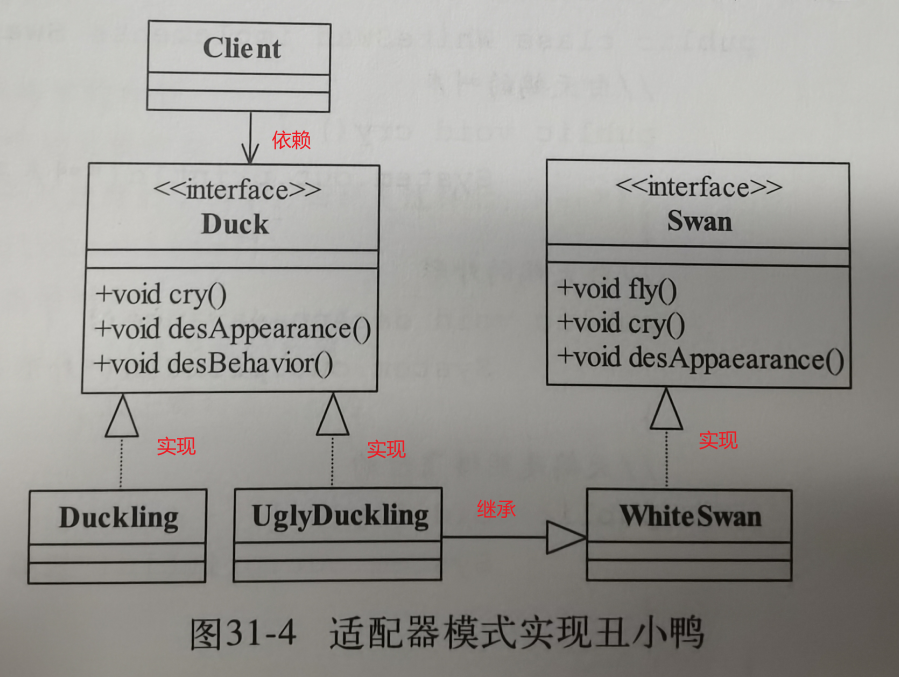 Client
依赖
<<interface>>
Duck
+void cry()
+void desAppearance()
+void desBehavior()
<<interface>>
Swan
+void fly()
+void cry()
+void desAppaearance()
实现
实现
实现
Duckling
UglyDuckling
继承
WhiteSwan
图31-4 适配器模式实现丑小鸭